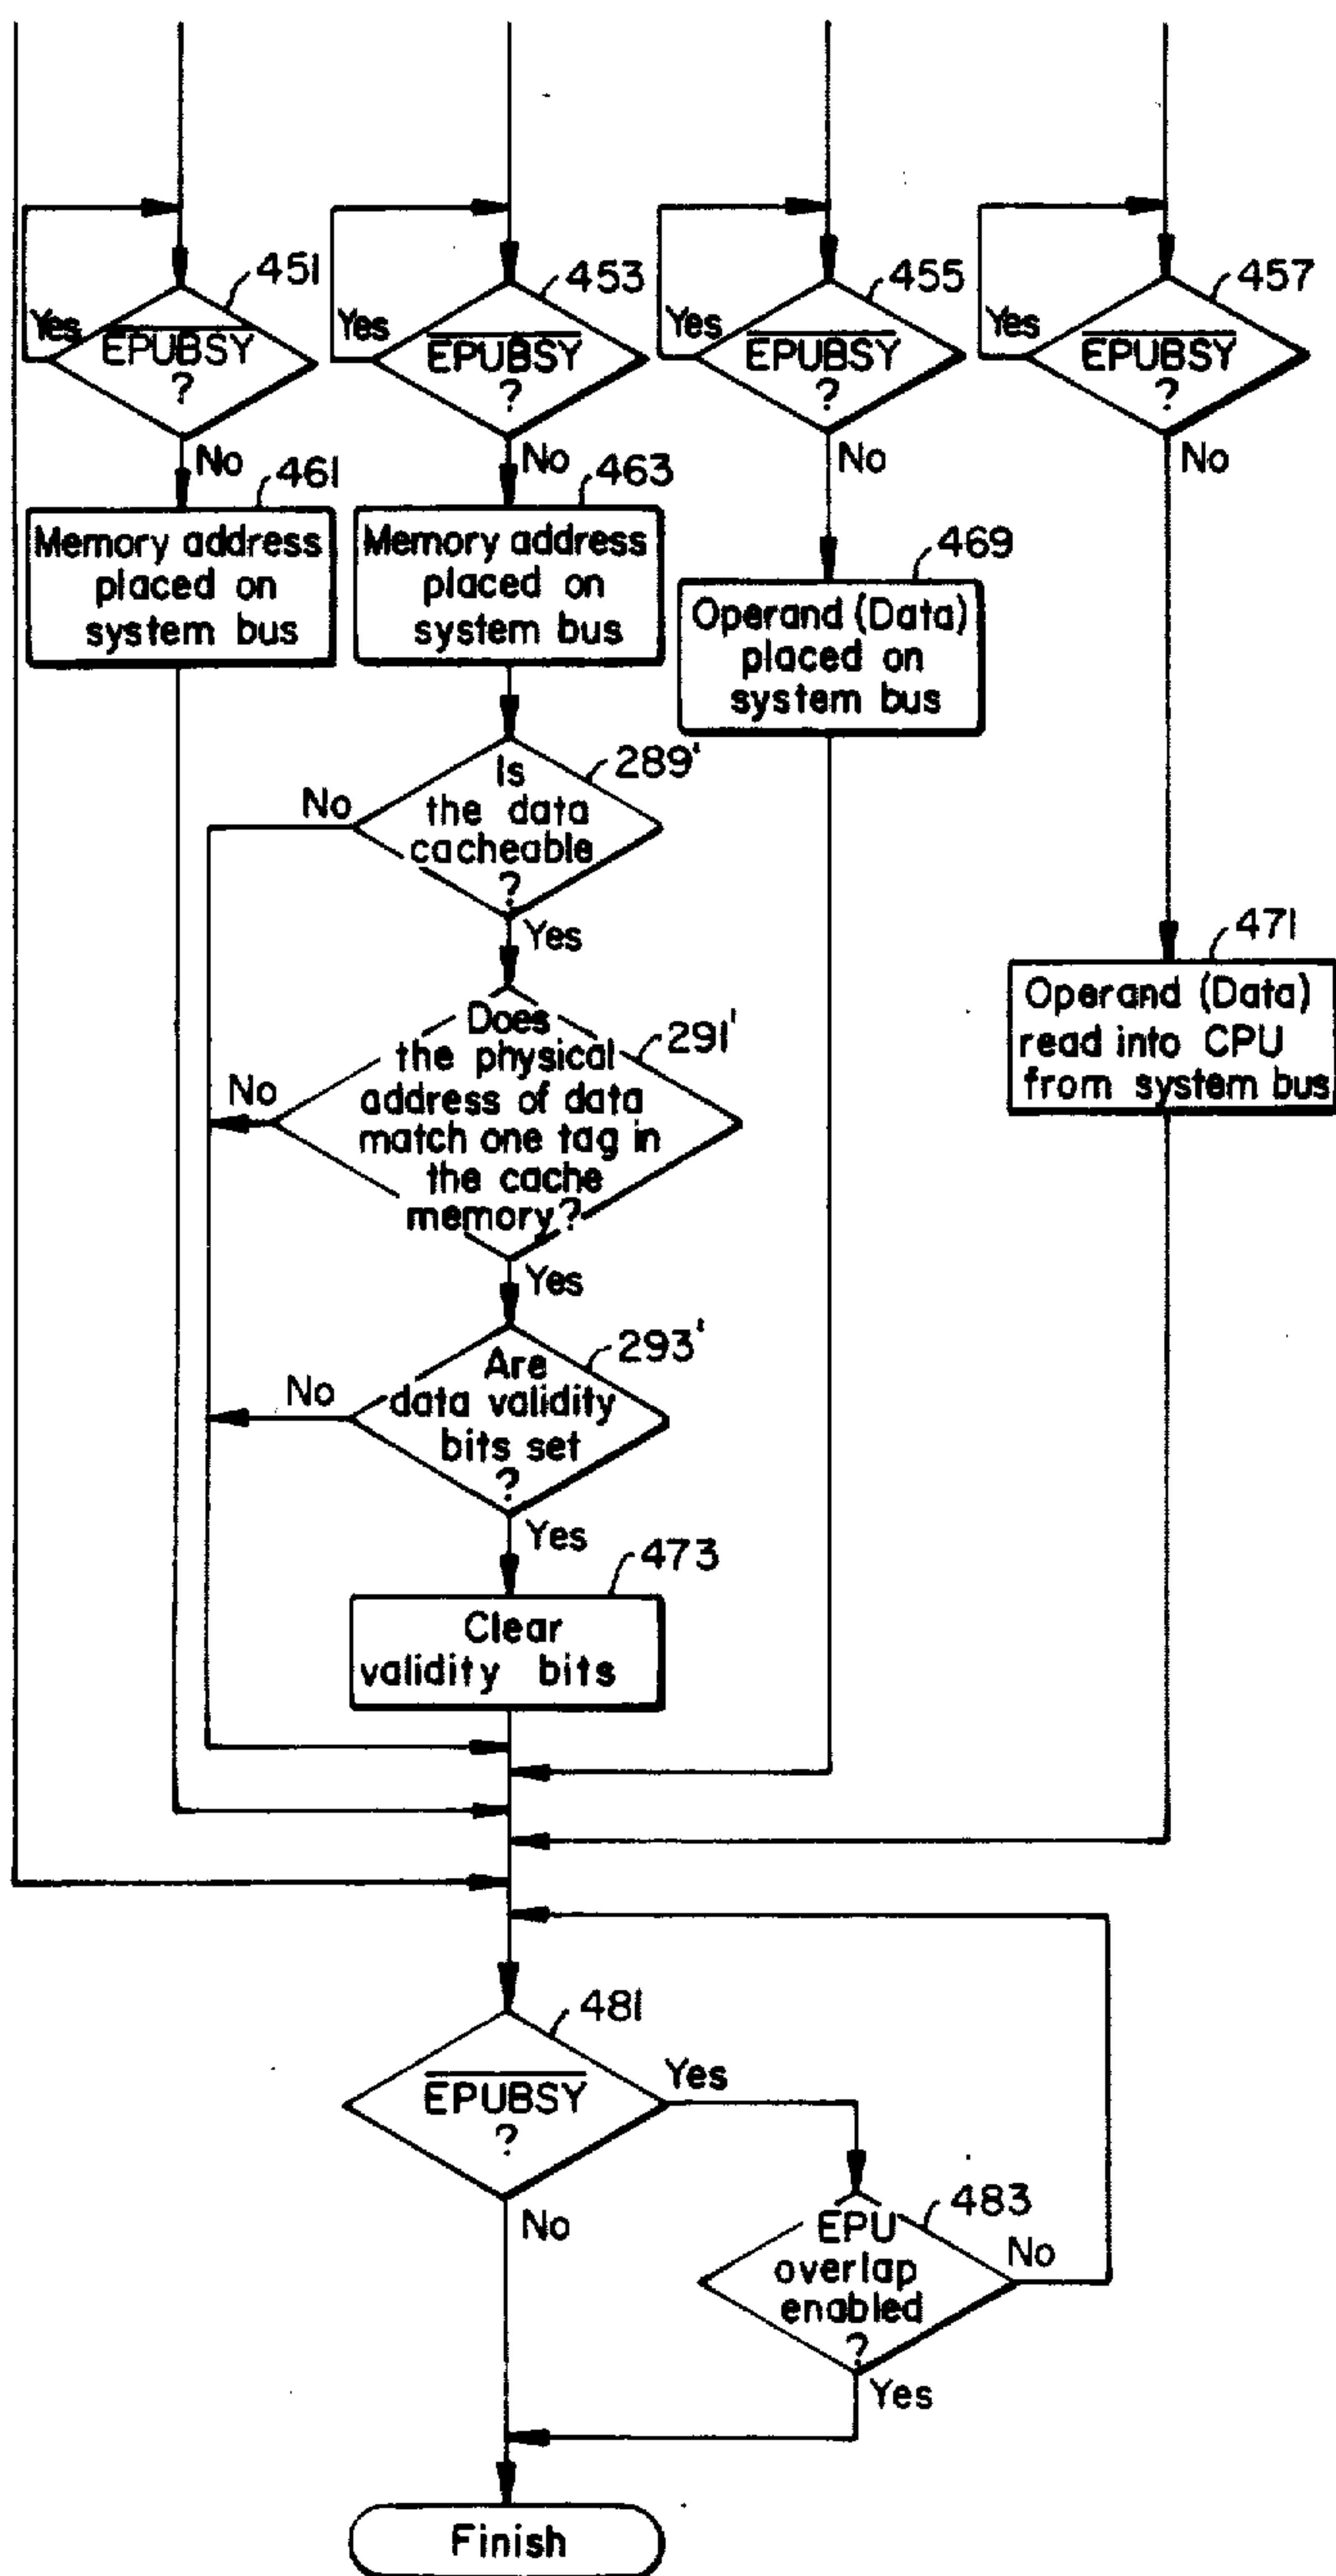 451
Yes
EPUBSY
?
No
461
Memory address
placed on
system bus
453
Yes
EPUBSY
?
No
463
Memory address
placed on
system bus
289'
Is
the data
cacheable
?
No
Yes
291'
Does
the physical
address of data
match one tag in
the cache
memory?
No
Yes
293'
Are
data validity
bits set
?
No
Yes
473
Clear
validity bits
455
Yes
EPUBSY
?
No
469
Operand (Data)
placed on
system bus
457
Yes
EPUBSY
?
No
471
Operand (Data)
read into CPU
from system bus
481
EPUBSY
?
Yes
No
483
EPU
overlap
enabled
?
No
Yes
Finish